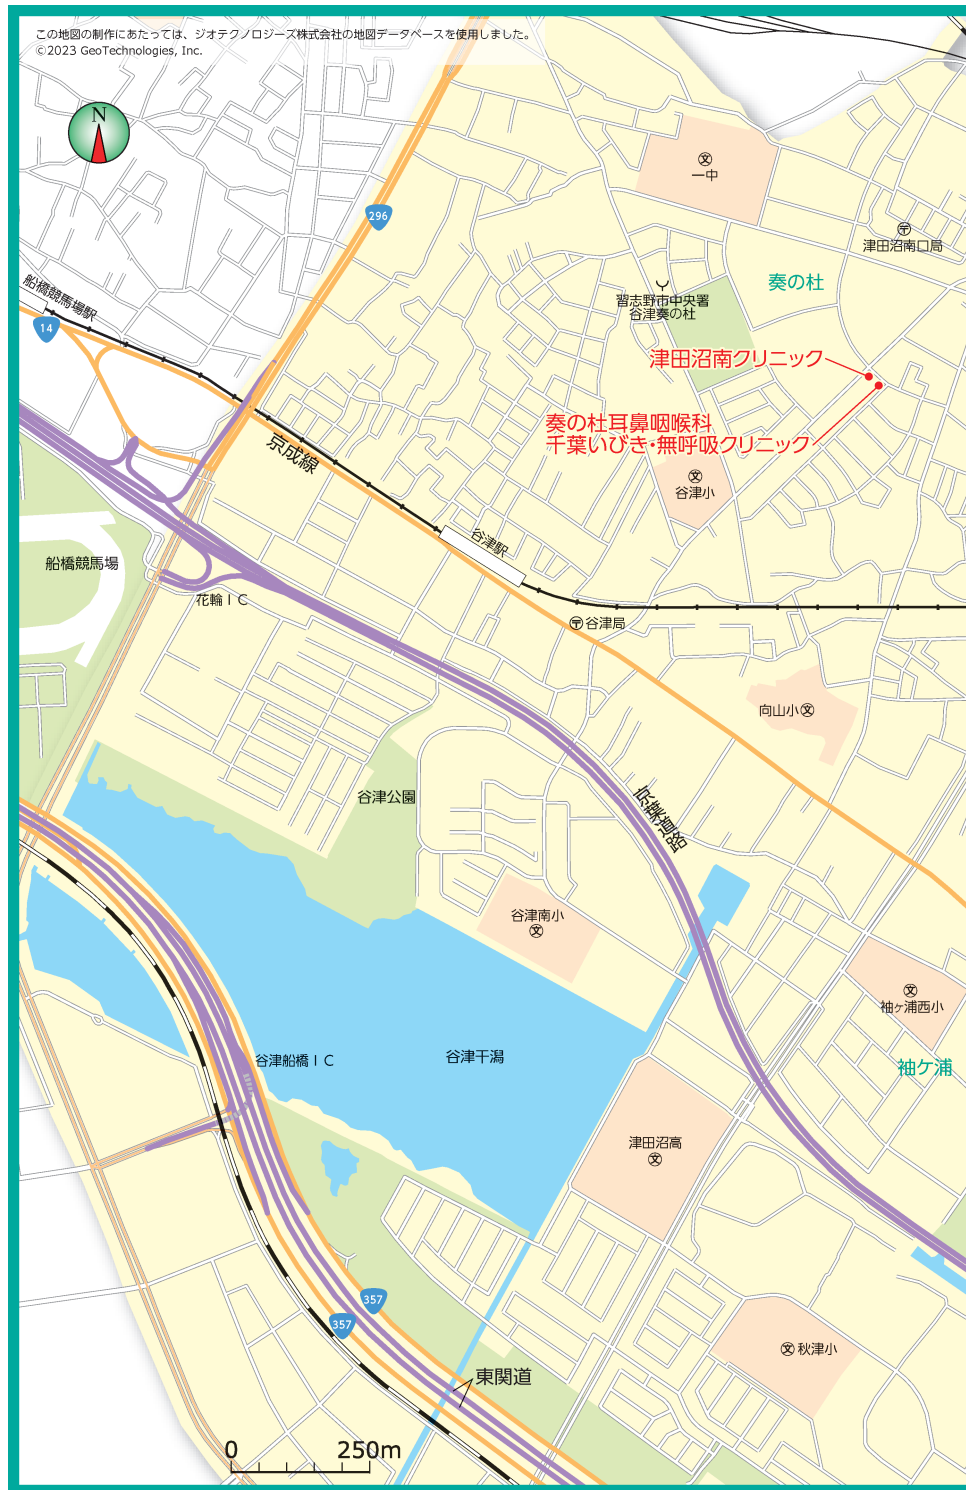 この地図の制作にあたっては、ジオテクノロジーズ株式会社の地図データベースを使用しました。
©2023 GeoTechnologies, Inc.
N
一中
296
津田沼南口局
奏の杜
船橋競馬場駅
習志野市中央署
谷津奏の杜
14
津田沼南クリニック
奏の杜耳鼻咽喉科
千葉いびき・無呼吸クリニック
京成線
谷津小
谷津駅
船橋競馬場
花輪IC
谷津局
向山小
谷津公園
京葉道路
谷津南小
袖ヶ浦西小
谷津船橋IC
谷津干潟
袖ケ浦
津田沼高
357
357
秋津小
東関道
0 250m